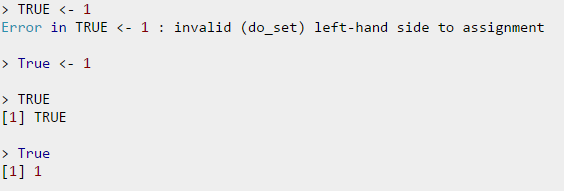 > TRUE <- 1
Error in TRUE <- 1 : invalid (do_set) left-hand side to assignment
> True <- 1
> TRUE
[1] TRUE
> True
[1] 1